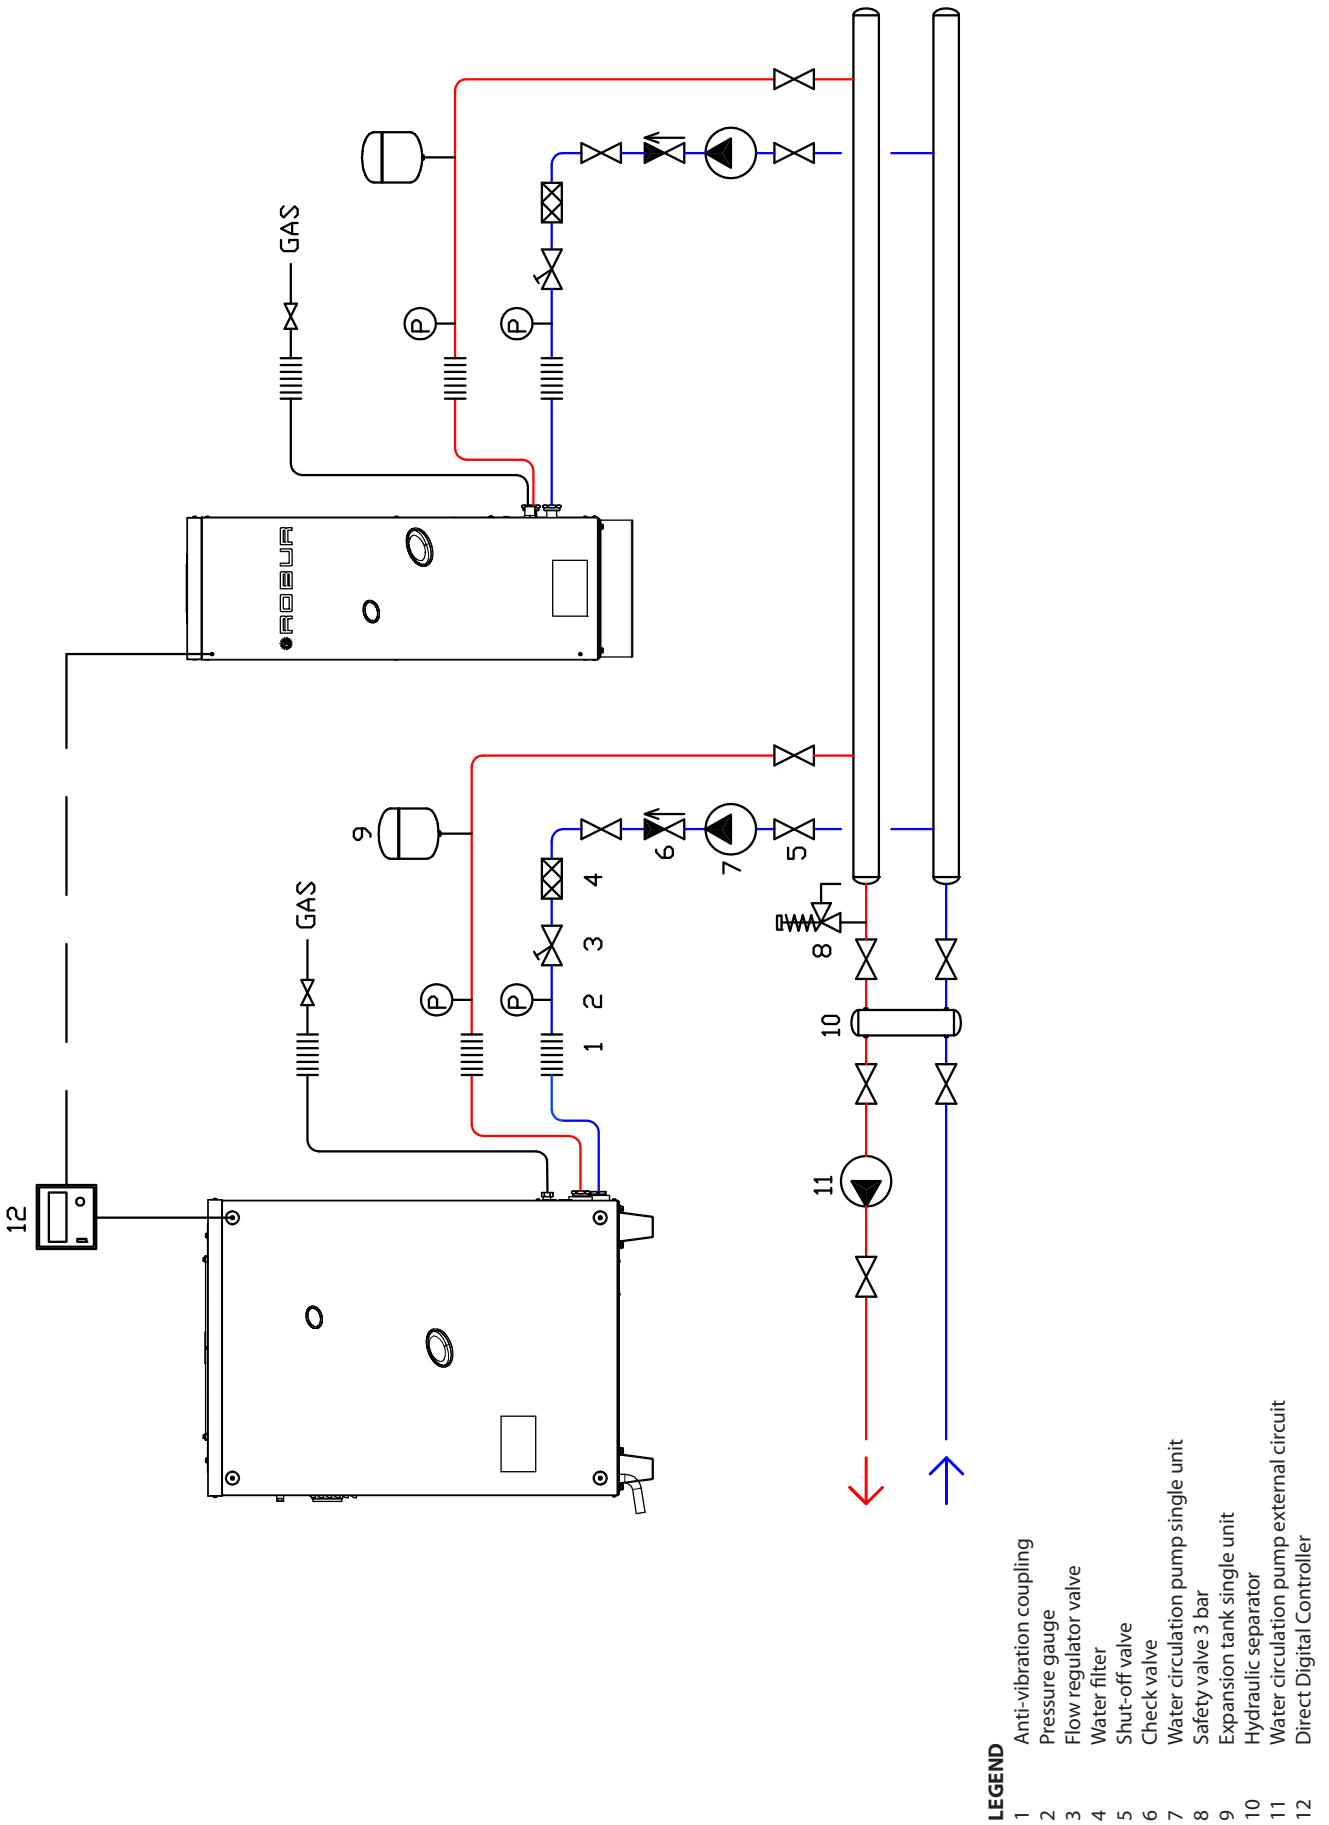 12
GAS
9
GAS
ROBUR
P
P
P
P
1
2
3
4
6
7
5
8
10
11
LEGEND
1 Anti-vibration coupling
2 Pressure gauge
3 Flow regulator valve
4 Water filter
5 Shut-off valve
6 Check valve
7 Water circulation pump single unit
8 Safety valve 3 bar
9 Expansion tank single unit
10 Hydraulic separator
11 Water circulation pump external circuit
12 Direct Digital Controller